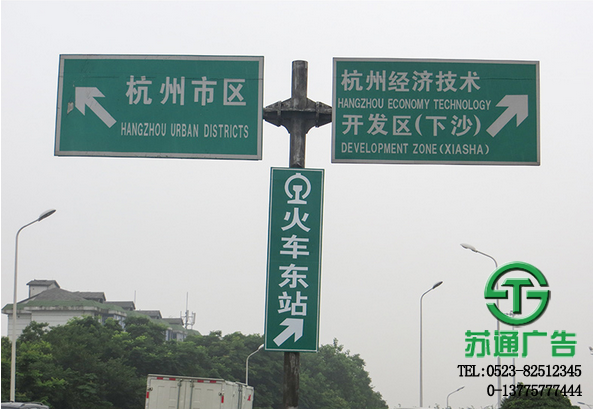 杭州市区
HANGZHOU URBAN DISTRICTS
杭州经济技术
HANGZHOU ECONOMY TECHNOLOGY
开发区(下沙)
DEVELOPMENT ZONE(XIASHA)
火车东站
苏通广告
TEL:0523-82512345
0-13775777444